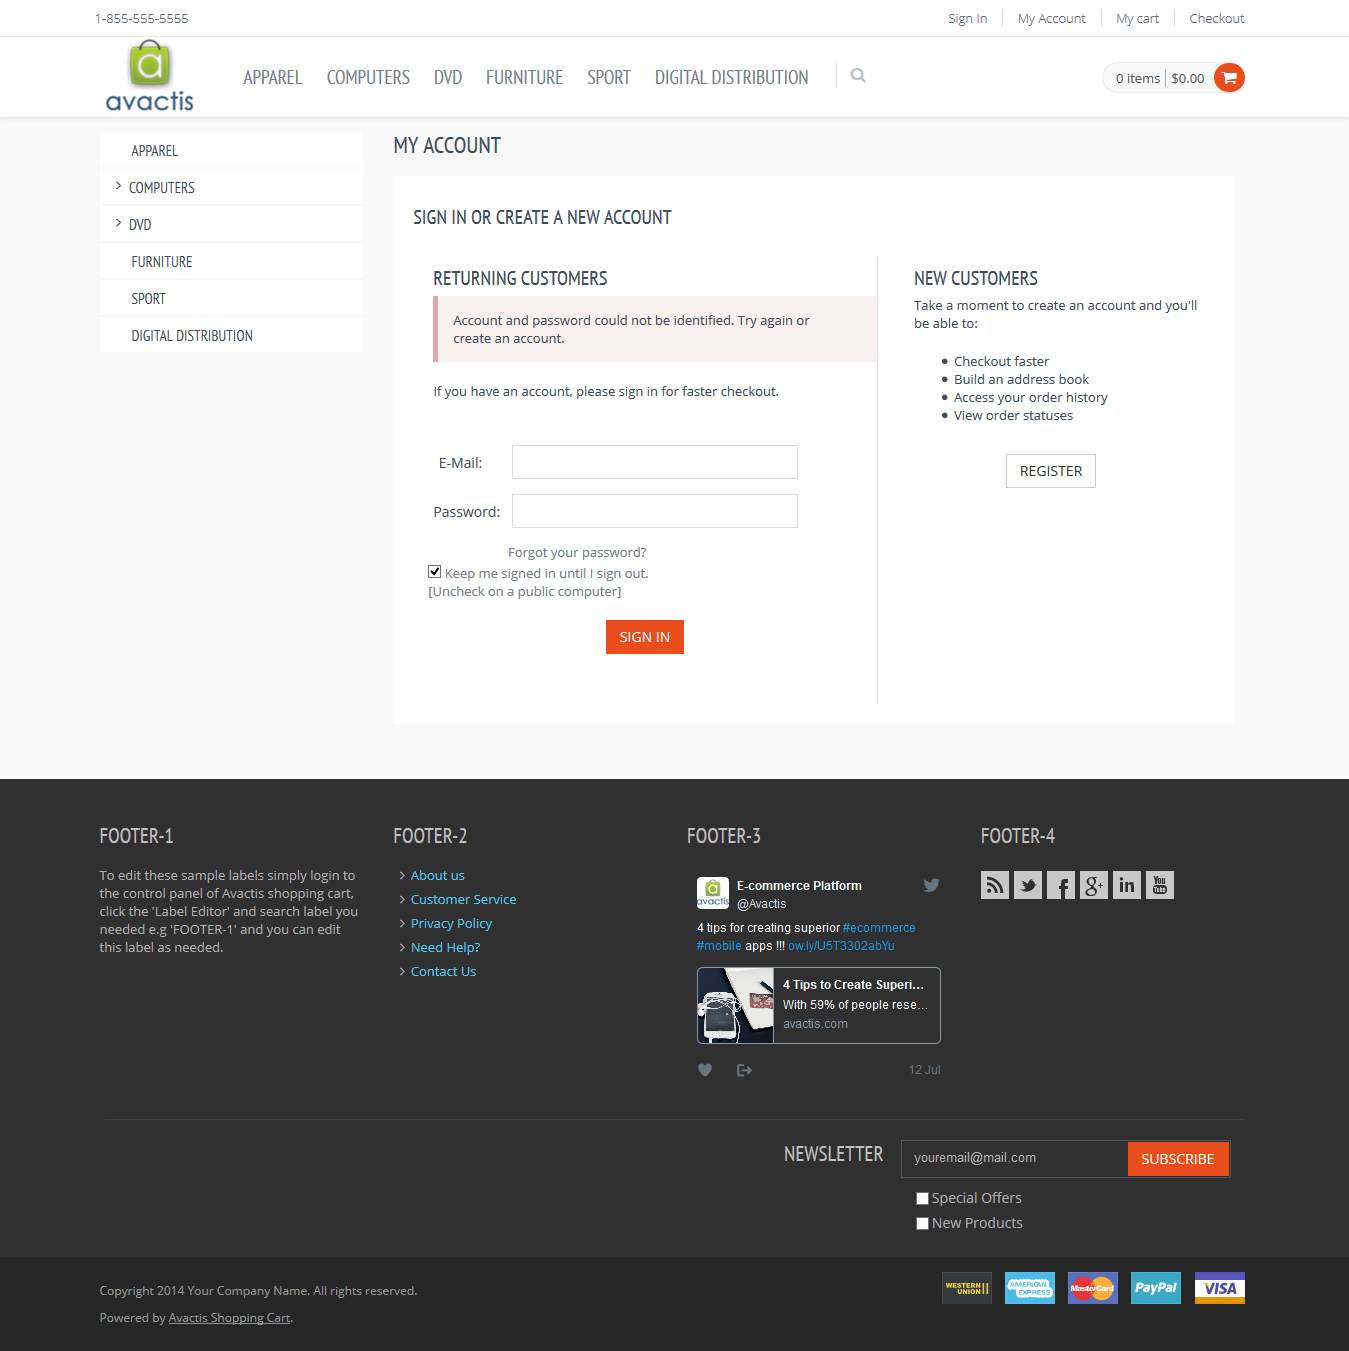 1-855-555-5555
Sign In
My Account
My cart
Checkout
avactis
APPAREL
COMPUTERS
DVD
FURNITURE
SPORT
DIGITAL DISTRIBUTION
0 items
$0.00
APPAREL
COMPUTERS
DVD
FURNITURE
SPORT
DIGITAL DISTRIBUTION
MY ACCOUNT
SIGN IN OR CREATE A NEW ACCOUNT
RETURNING CUSTOMERS
Account and password could not be identified. Try again or
create an account.
If you have an account, please sign in for faster checkout.
E-Mail:
Password:
Forgot your password?
Keep me signed in until I sign out.
[Uncheck on a public computer]
SIGN IN
NEW CUSTOMERS
Take a moment to create an account and you'll
be able to:
Checkout faster
Build an address book
Access your order history
View order statuses
REGISTER
FOOTER-1
To edit these sample labels simply login to
the control panel of Avactis shopping cart,
click the 'Label Editor' and search label you
needed e.g 'FOOTER-1' and you can edit
this label as needed.
FOOTER-2
About us
Customer Service
Privacy Policy
Need Help?
Contact Us
FOOTER-3
avactis
E-commerce Platform
@Avactis
4 tips for creating superior #ecommerce
#mobile apps !!! ow.ly/U5T3302abYu
4 Tips to Create Superi...
With 59% of people rese...
avactis.com
12 Jul
FOOTER-4
You
Tube
NEWSLETTER
youremail@mail.com
SUBSCRIBE
Special Offers
New Products
Copyright 2014 Your Company Name. All rights reserved.
Powered by Avactis Shopping Cart.
WESTERN
UNION
AMERICAN
EXPRESS
MasterCard
PayPal
VISA